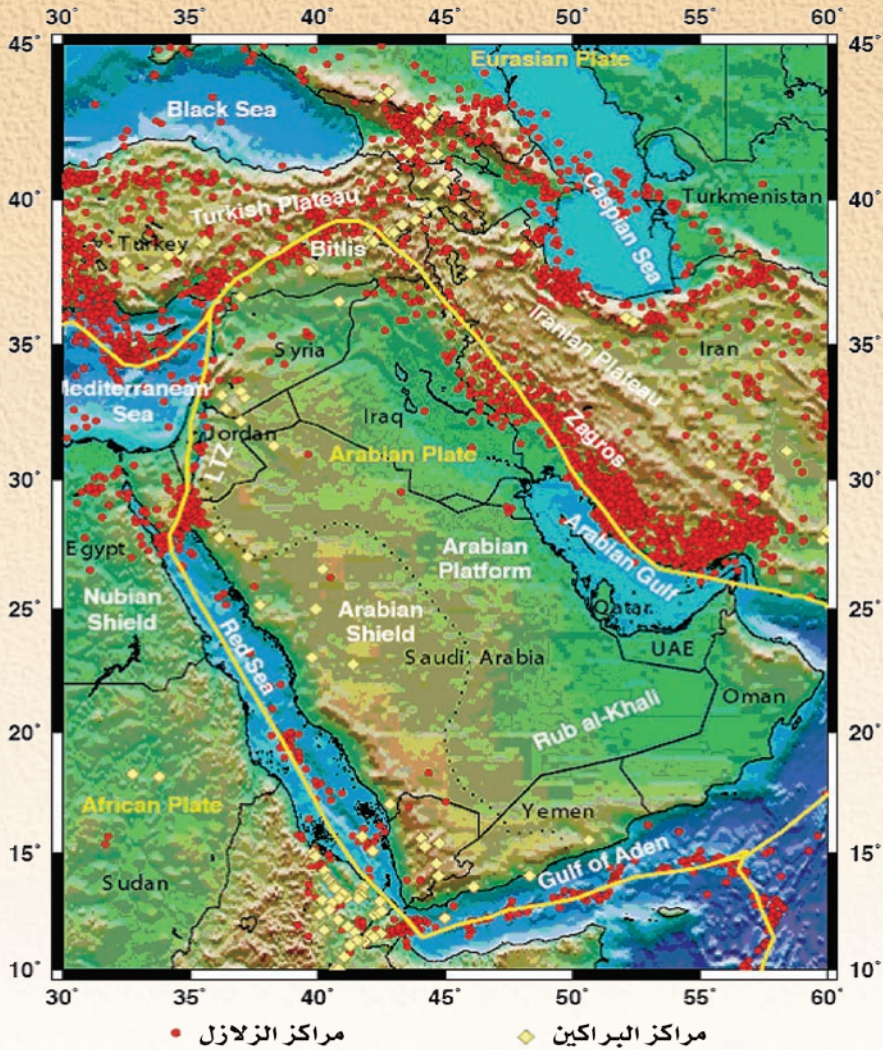 30° 35° 40° 45° 50° 55° 60°
45° 45°
Eurasian Plate
Black Sea
40° 40°
Caspian Sea
Turkmenistan
Turkish Plateau
Turkey
Bitlis
35° 35°
Iranian Plateau
Syria
Iran
Mediterranean
Sea
Iraq
Zagros
Jordan
LTZ
Arabian Plate
30° 30°
Arabian Gulf
Egypt
Arabian
Platform
Nubian
Shield
25° 25°
Arabian
Shield
Qatar
Red Sea
UAE
Saudi Arabia
Oman
20° 20°
Rub al-Khali
African Plate
Yemen
15° 15°
Gulf of Aden
Sudan
10° 10°
30° 35° 40° 45° 50° 55° 60°
مراكز البراكين مراكز الزلازل